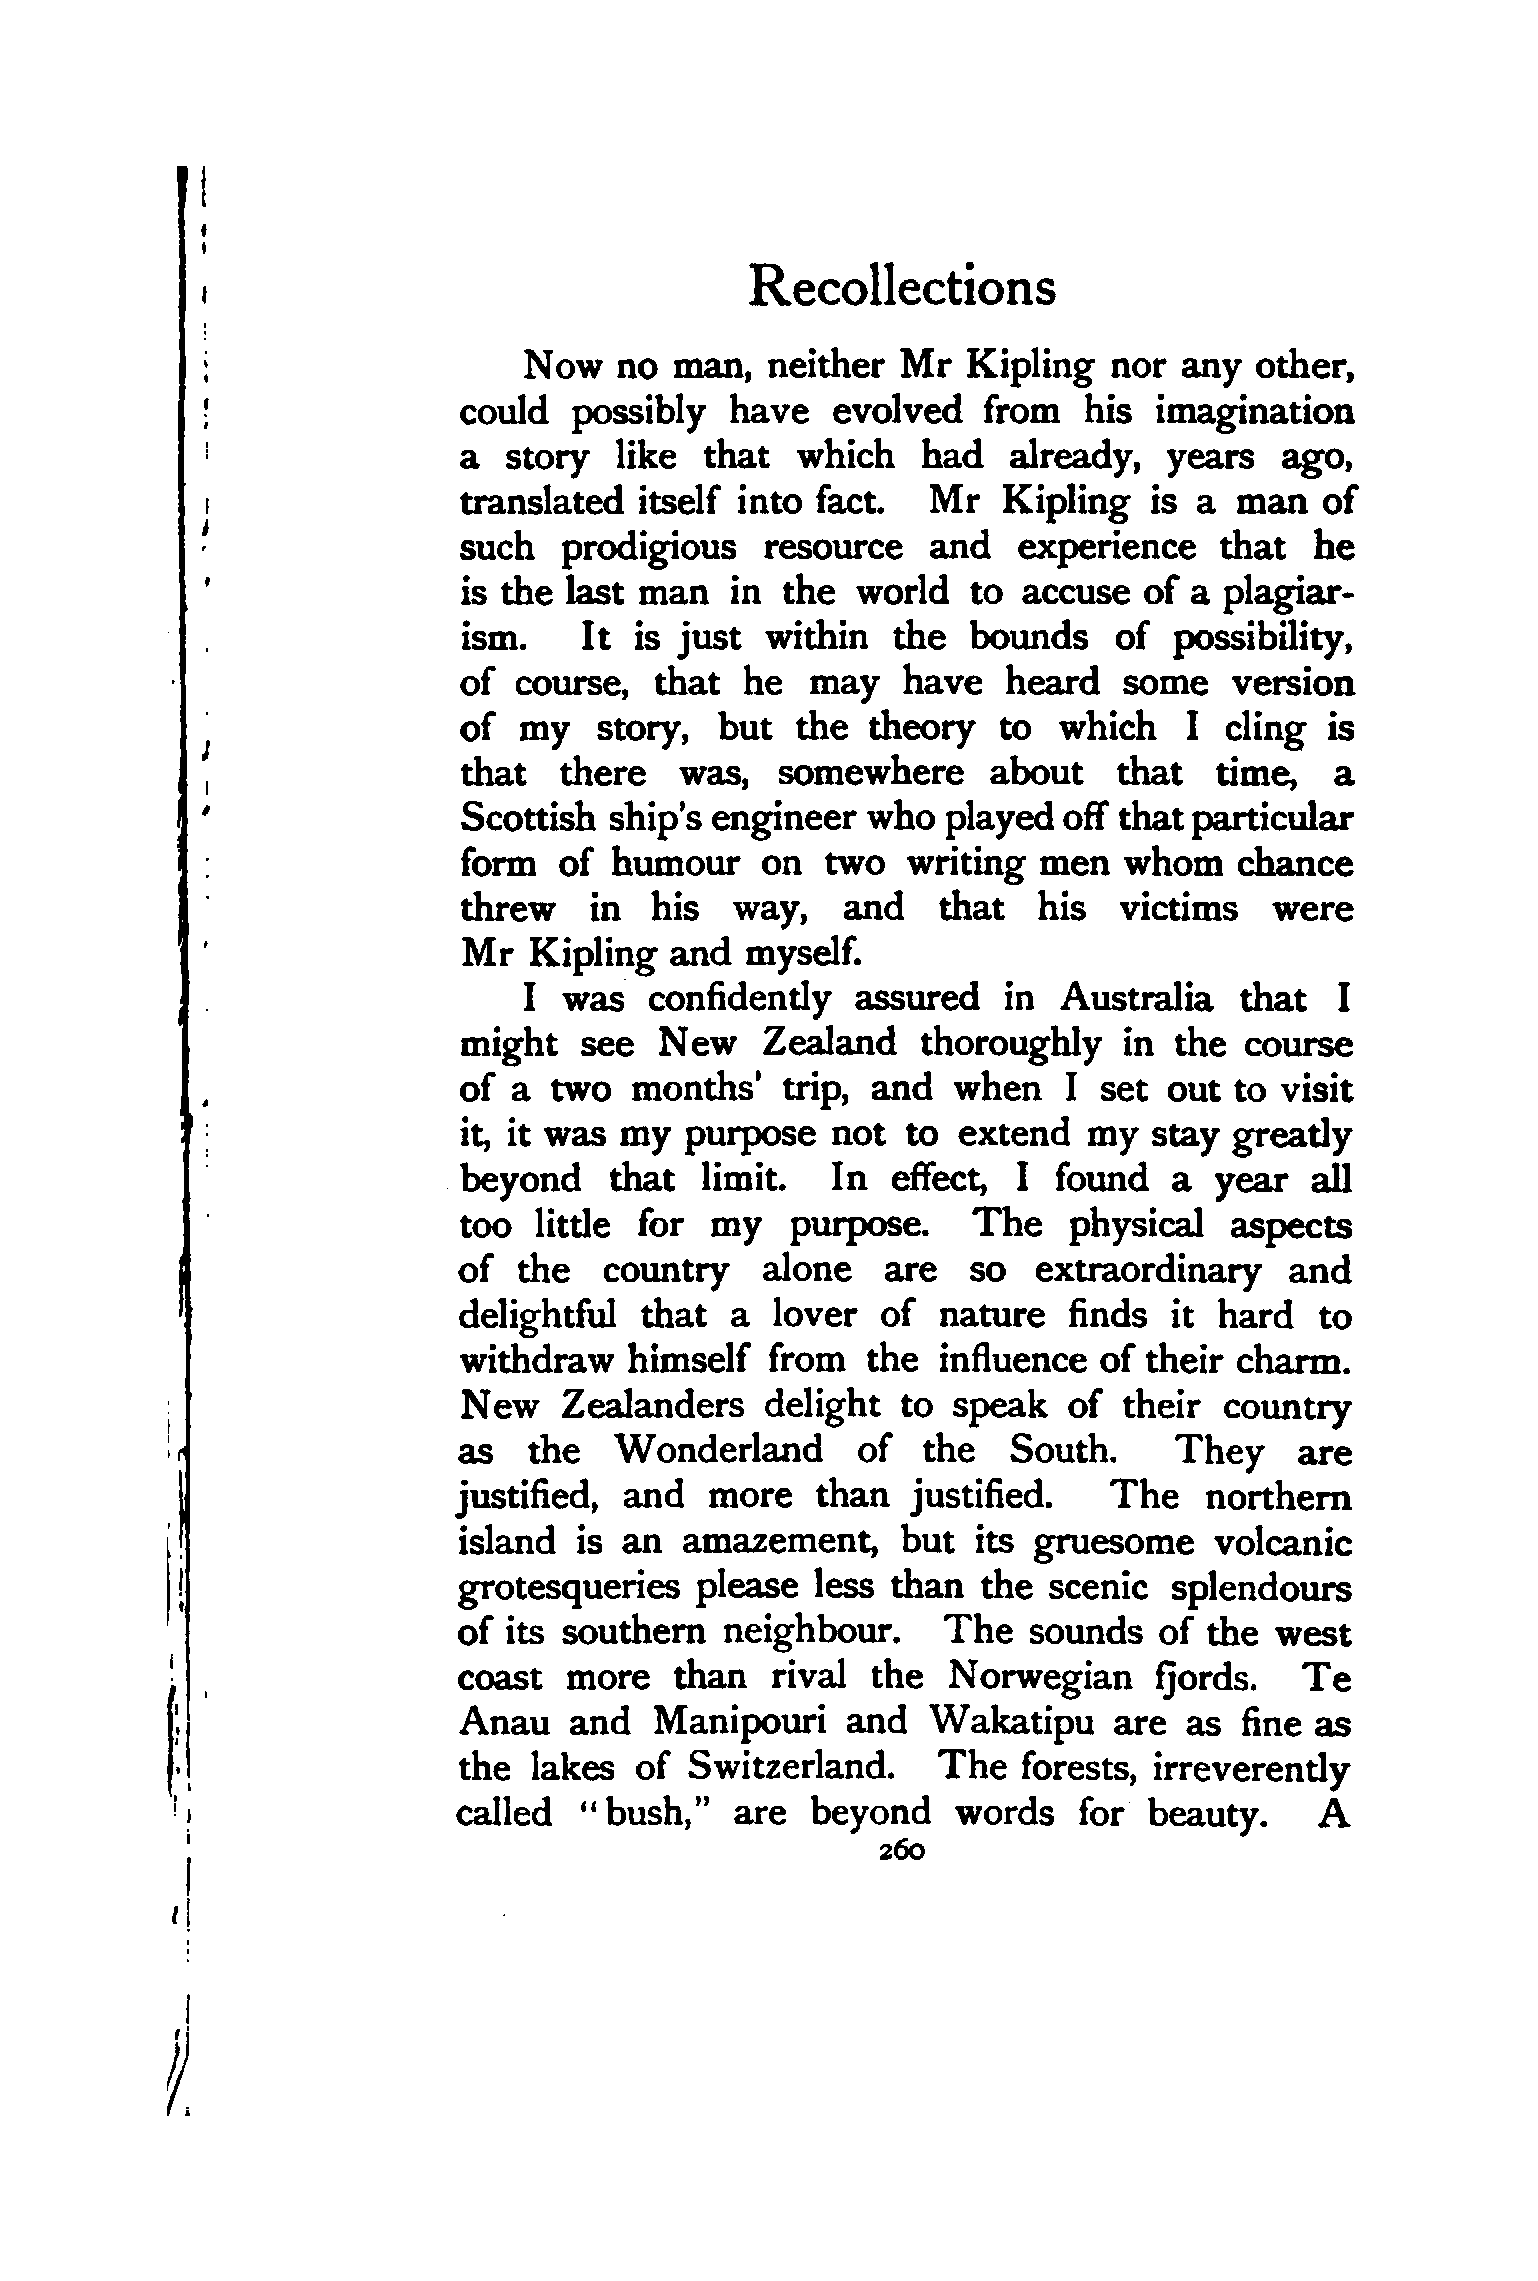 Recollections
Now no man, neither Mr Kipling nor any other,
could possibly have evolved from his imagination
a story like that which had already, years ago,
translated itself into fact. Mr Kipling is a man of
such prodigious resource and experience that he
is the last man in the world to accuse of a plagiar-
ism. It is just within the bounds of possibility,
of course, that he may have heard some version
of my story, but the theory to which I cling is
that there was, somewhere about that time, a
Scottish ship's engineer who played off that particular
form of humour on two writing men whom chance
threw in his way, and that his victims were
Mr Kipling and myself.
I was confidently assured in Australia that I
might see New Zealand thoroughly in the course
of a two months' trip, and when I set out to visit
it, it was my purpose not to extend my stay greatly
beyond that limit. In effect, I found a year all
too little for my purpose. The physical aspects
of the country alone are so extraordinary and
delightful that a lover of nature finds it hard to
withdraw himself from the influence of their charm.
New Zealanders delight to speak of their country
as the Wonderland of the South. They are
justified, and more than justified. The northern
island is an amazement, but its gruesome volcanic
grotesqueries please less than the scenic splendours
of its southern neighbour. The sounds of the west
coast more than rival the Norwegian fjords. Te
Anau and Manipouri and Wakatipu are as fine as
the lakes of Switzerland. The forests, irreverently
called "bush," are beyond words for beauty. A
260